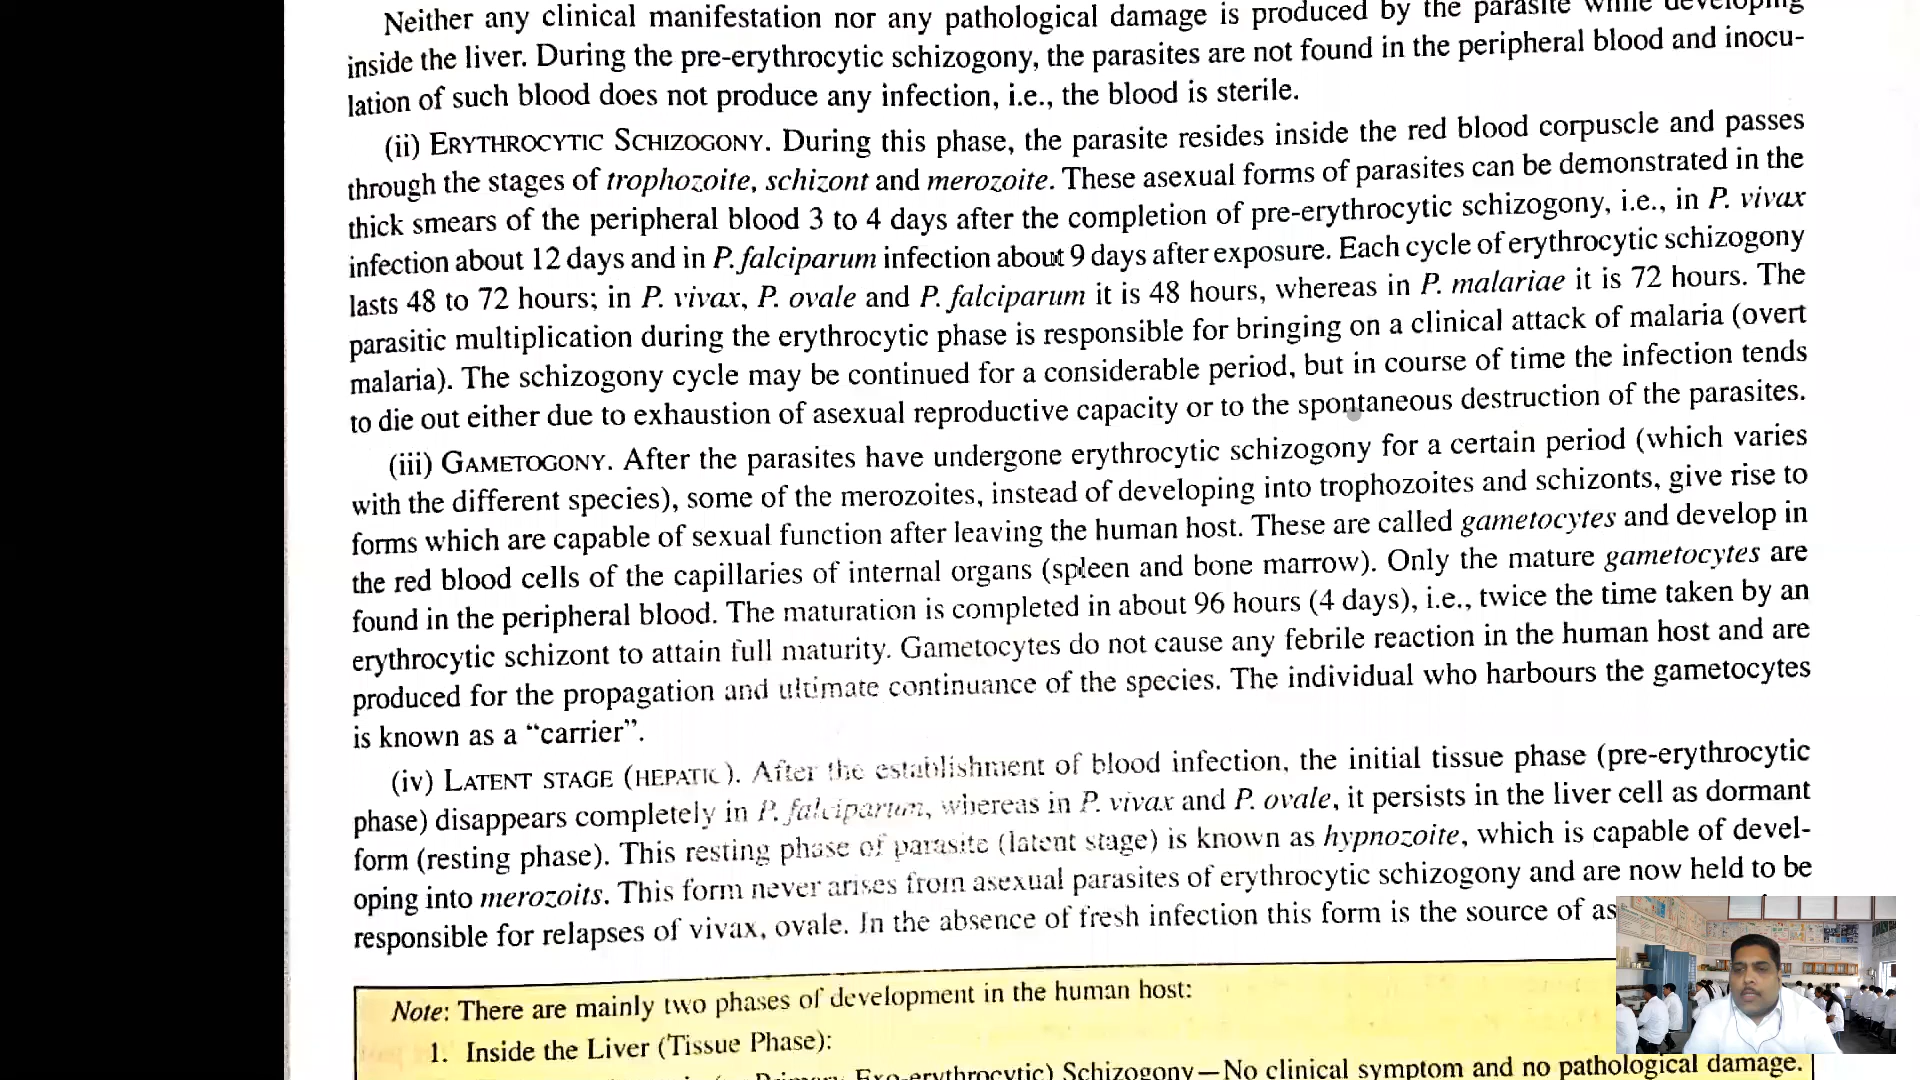 Neither any clinical manifestation nor any pathological damage is produced by the parasite while developing
inside the liver. During the pre-erythrocytic schizogony, the parasites are not found in the peripheral blood and inocu-
lation of such blood does not produce any infection, i.e., the blood is sterile.
(ii) ERYTHROCYTIC SCHIZOGONY. During this phase, the parasite resides inside the red blood corpuscle and passes
through the stages of trophozoite, schizont and merozoite. These asexual forms of parasites can be demonstrated in the
thick smears of the peripheral blood 3 to 4 days after the completion of pre-erythrocytic schizogony, i.e., in P. vivax
infection about 12 days and in P. falciparum infection about 9 days after exposure. Each cycle of erythrocytic schizogony
lasts 48 to 72 hours; in P. vivax, P. ovale and P. falciparum it is 48 hours, whereas in P. malariae it is 72 hours. The
parasitic multiplication during the erythrocytic phase is responsible for bringing on a clinical attack of malaria (overt
malaria). The schizogony cycle may be continued for a considerable period, but in course of time the infection tends
to die out either due to exhaustion of asexual reproductive capacity or to the spontaneous destruction of the parasites.
(iii) GAMETOGONY. After the parasites have undergone erythrocytic schizogony for a certain period (which varies
with the different species), some of the merozoites, instead of developing into trophozoites and schizonts, give rise to
forms which are capable of sexual function after leaving the human host. These are called gametocytes and develop in
the red blood cells of the capillaries of internal organs (spleen and bone marrow). Only the mature gametocytes are
found in the peripheral blood. The maturation is completed in about 96 hours (4 days), i.e., twice the time taken by an
erythrocytic schizont to attain full maturity. Gametocytes do not cause any febrile reaction in the human host and are
produced for the propagation and ultimate continuance of the species. The individual who harbours the gametocytes
is known as a “carrier”.
(iv) LATENT STAGE (HEPATIC). After the establishment of blood infection, the initial tissue phase (pre-erythrocytic
phase) disappears completely in P. falciparum, whereas in P. vivax and P. ovale, it persists in the liver cell as dormant
form (resting phase). This resting phase of parasite (latent stage) is known as hypnozoite, which is capable of devel-
oping into merozoits. This form never arises from asexual parasites of erythrocytic schizogony and are now held to be
responsible for relapses of vivax, ovale. In the absence of fresh infection this form is the source of as
Note: There are mainly two phases of development in the human host:
1. Inside the Liver (Tissue Phase):
Exo-erythrocytic) Schizogony—No clinical symptom and no pathological damage.